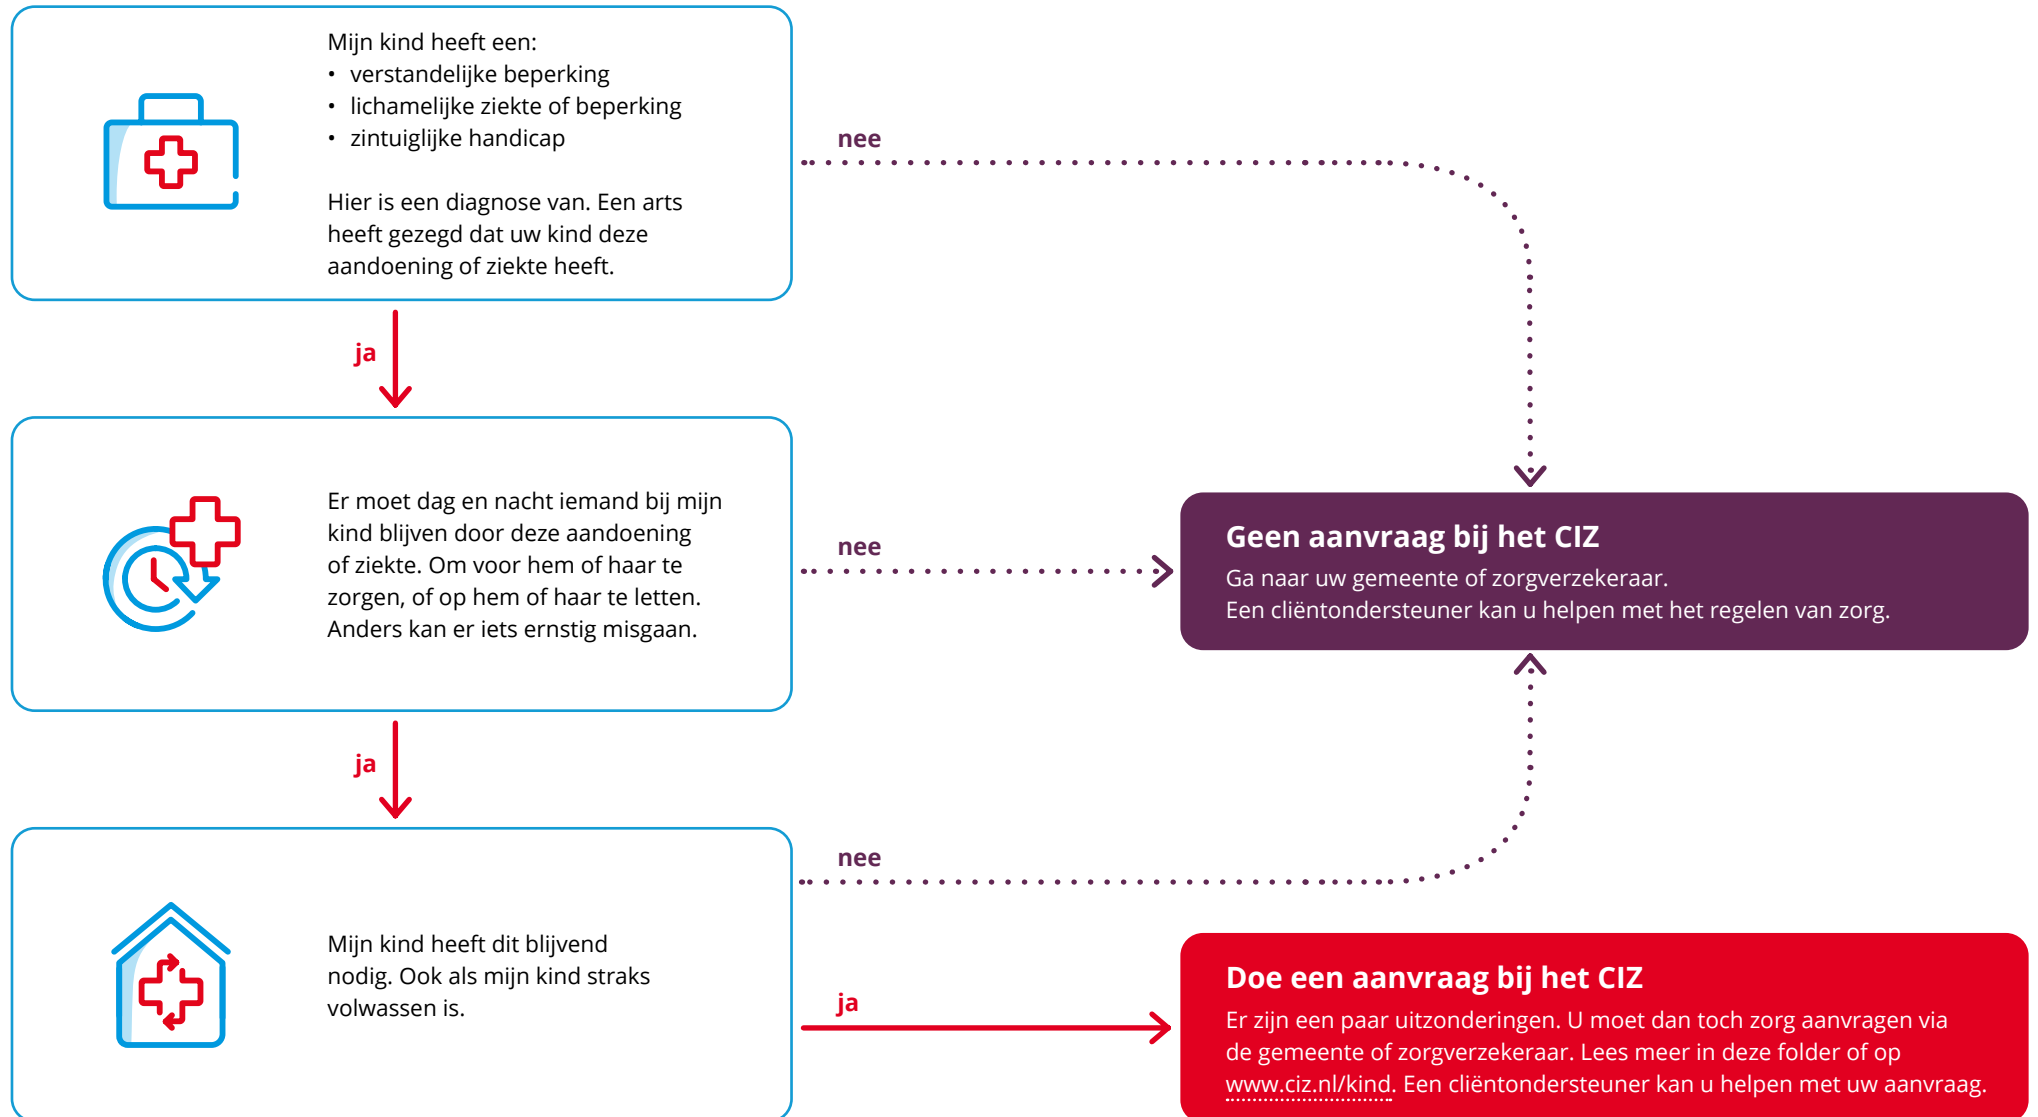 Mijn kind heeft een:
• verstandelijke beperking
• lichamelijke ziekte of beperking
• zintuiglijke handicap
Hier is een diagnose van. Een arts
heeft gezegd dat uw kind deze
aandoening of ziekte heeft.
nee
ja
Er moet dag en nacht iemand bij mijn
kind blijven door deze aandoening
of ziekte. Om voor hem of haar te
zorgen, of op hem of haar te letten.
Anders kan er iets ernstig misgaan.
nee
Geen aanvraag bij het CIZ
Ga naar uw gemeente of zorgverzekeraar.
Een cliëntondersteuner kan u helpen met het regelen van zorg.
ja
Mijn kind heeft dit blijvend
nodig. Ook als mijn kind straks
volwassen is.
nee
ja
Doe een aanvraag bij het CIZ
Er zijn een paar uitzonderingen. U moet dan toch zorg aanvragen via
de gemeente of zorgverzekeraar. Lees meer in deze folder of op
www.ciz.nl/kind. Een cliëntondersteuner kan u helpen met uw aanvraag.